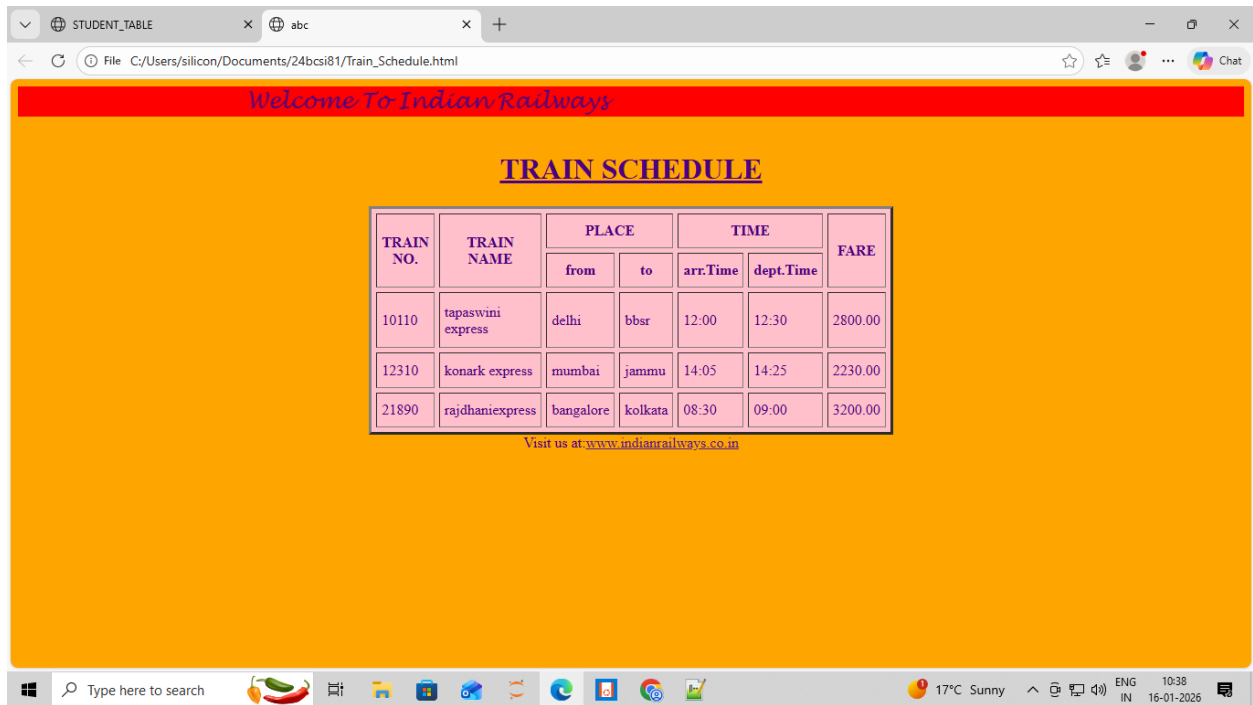 STUDENT_TABLE
abc
File C:/Users/silicon/Documents/24bcsi81/Train_Schedule.html
Chat
Welcome To Indian Railways
TRAIN SCHEDULE
TRAIN NO. TRAIN NAME PLACE TIME FARE
from to arr.Time dept.Time
10110 tapaswini express delhi bbsr 12:00 12:30 2800.00
12310 konark express mumbai jammu 14:05 14:25 2230.00
21890 rajdhaniexpress bangalore kolkata 08:30 09:00 3200.00
Visit us at:www.indianrailways.co.in
Type here to search
17°C Sunny
ENG
IN
10:38
16-01-2026